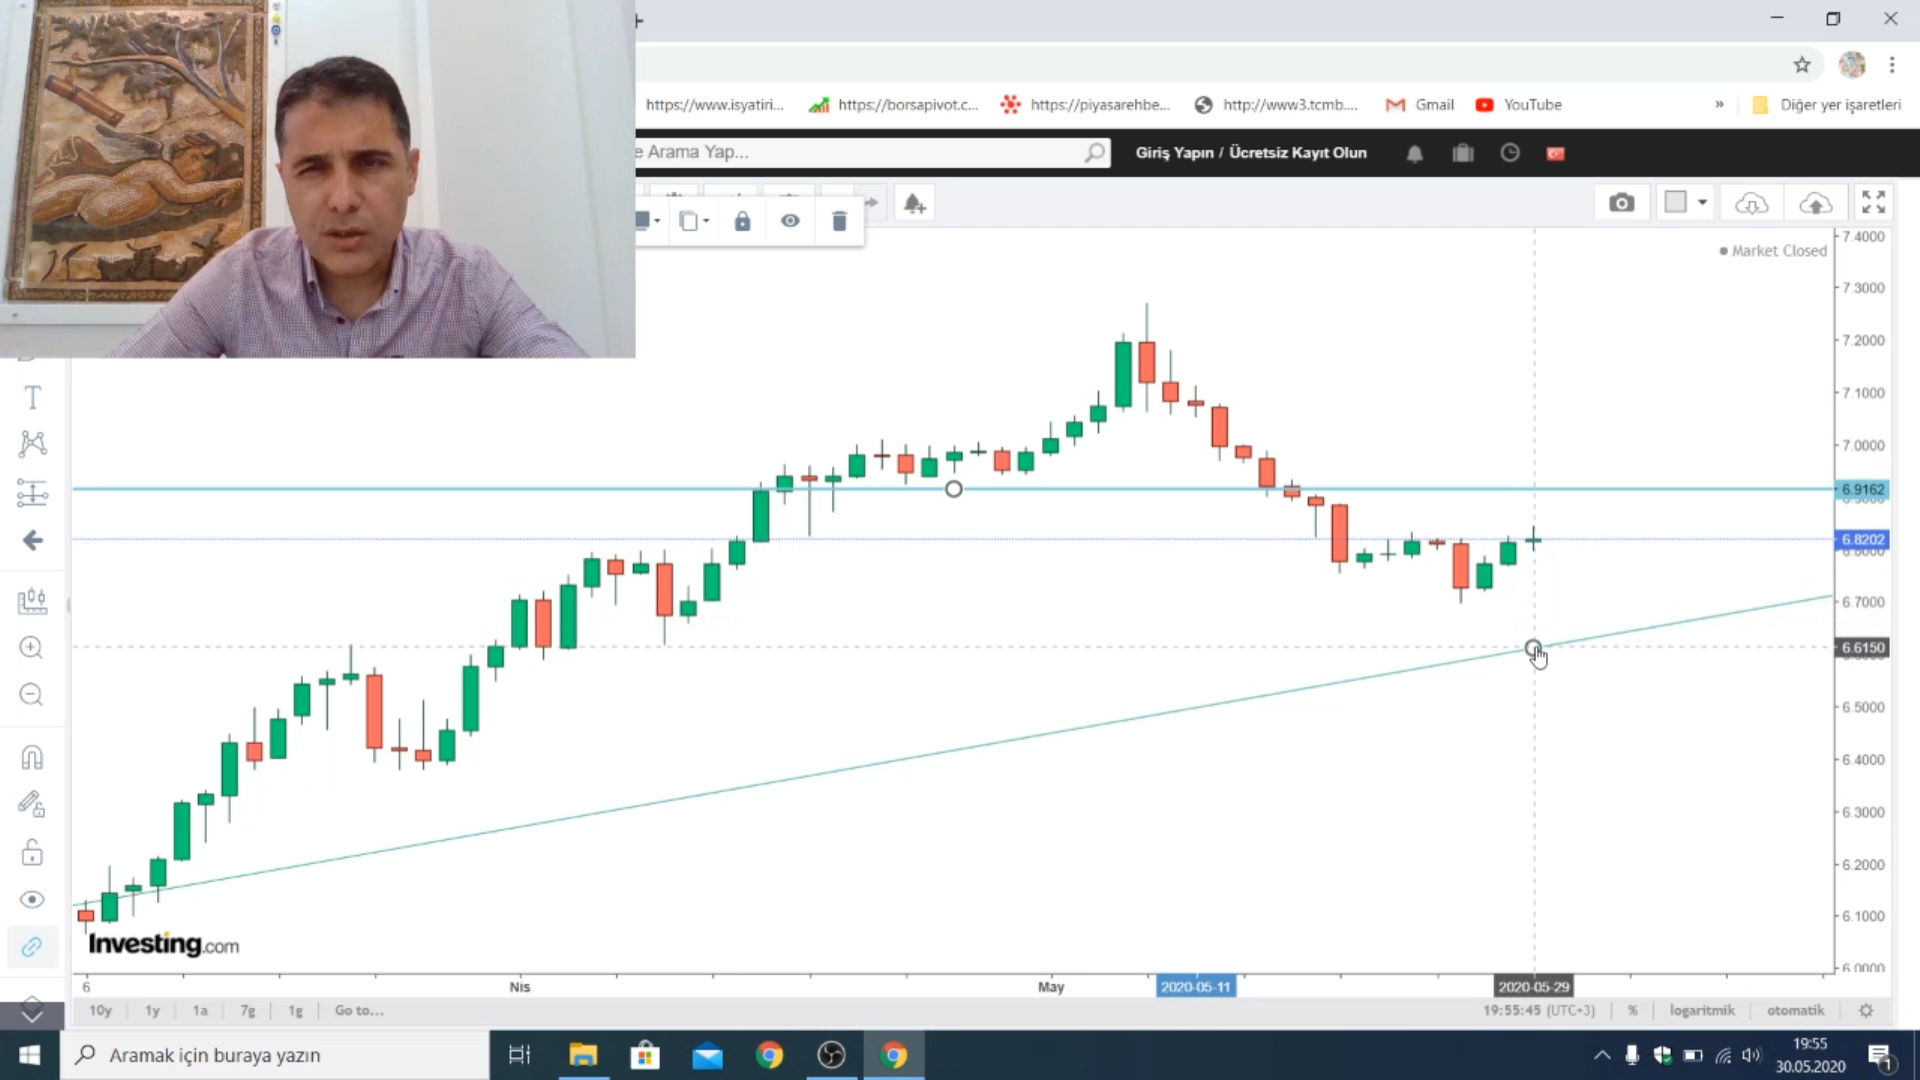 https://www.isyatiri... https://borsapivot.c... https://piyasarehbe... http://www3.tcmb.... Gmail YouTube » Diğer yer işaretleri
e Arama Yap... Giriş Yapın / Ücretsiz Kayıt Olun
Market Closed
7.4000
7.3000
7.2000
7.1000
7.0000
6.9162
6.8202
6.7000
6.6150
6.5000
6.4000
6.3000
6.2000
6.1000
6.0000
Investing.com
6 Nis May 2020-05-11 2020-05-29
10y 1y 1a 7g 1g Go to... 19:55:45 (UTC+3) % logaritmik otomatik
Aramak için buraya yazın
19:55
30.05.2020
1